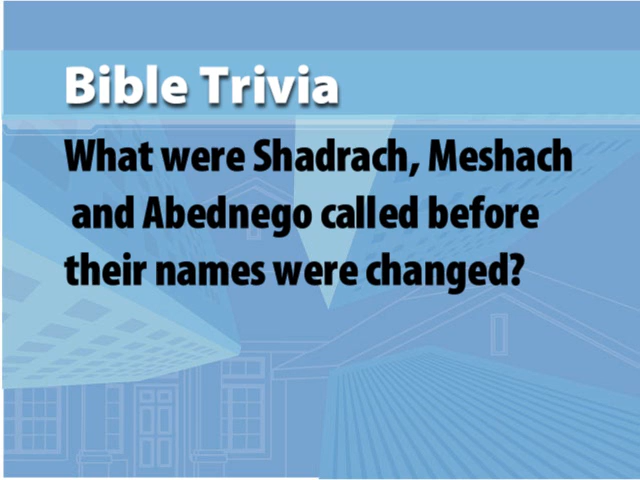 Bible Trivia
What were Shadrach, Meshach
and Abednego called before
their names were changed?